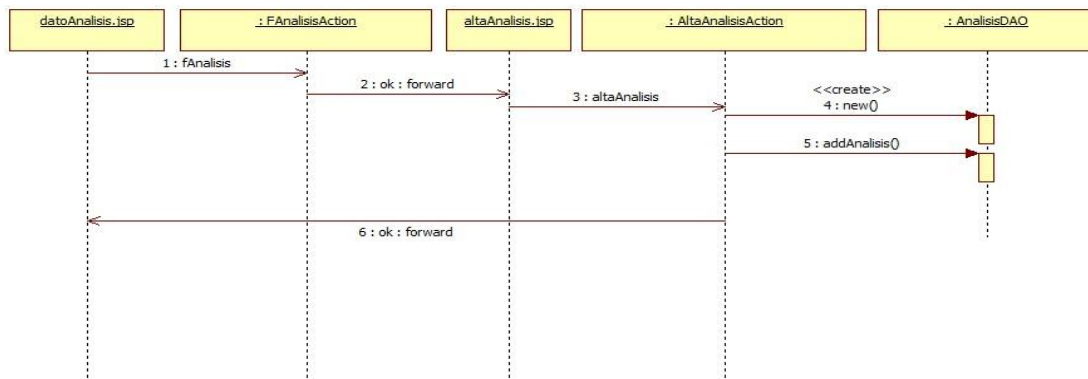 datoAnalisis.jsp
: FAnalisisAction
altaAnalisis.jsp
: AltaAnalisisAction
: AnalisisDAO
1 : fAnalisis
2 : ok : forward
3 : altaAnalisis
<<create>>
4 : new()
5 : addAnalisis()
6 : ok : forward